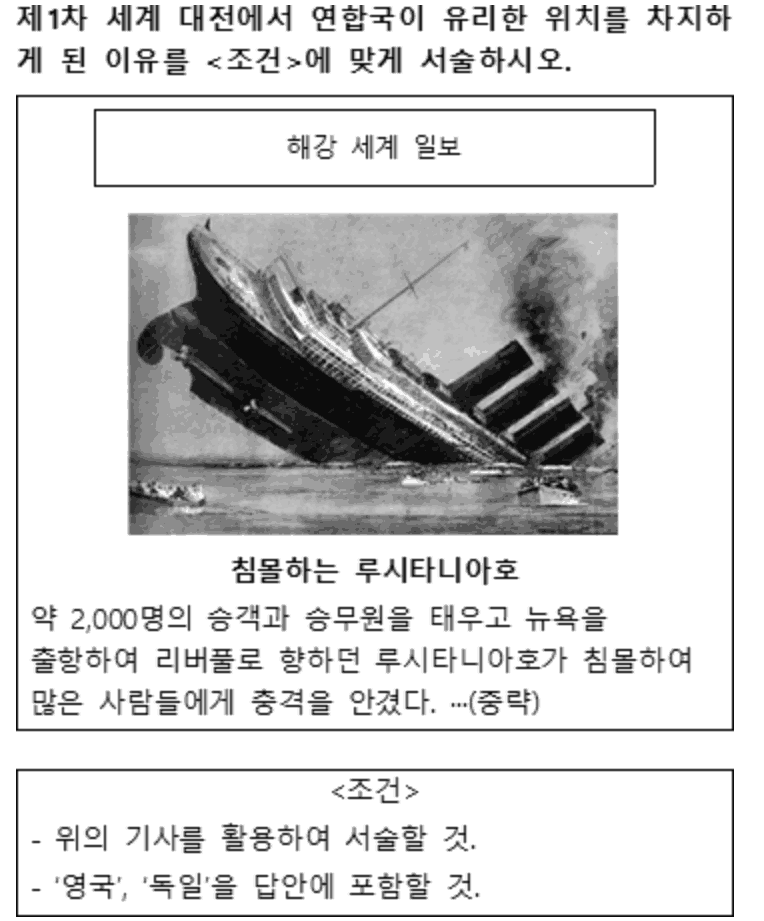 제1차 세계 대전에서 연합국이 유리한 위치를 차지하
게 된 이유를 <조건>에 맞게 서술하시오.
해강 세계 일보
침몰하는 루시타니아호
약 2,000명의 승객과 승무원을 태우고 뉴욕을
출항하여 리버풀로 향하던 루시타니아호가 침몰하여
많은 사람들에게 충격을 안겼다. …(중략)
<조건>
- 위의 기사를 활용하여 서술할 것.
- ‘영국’, ‘독일’을 답안에 포함할 것.